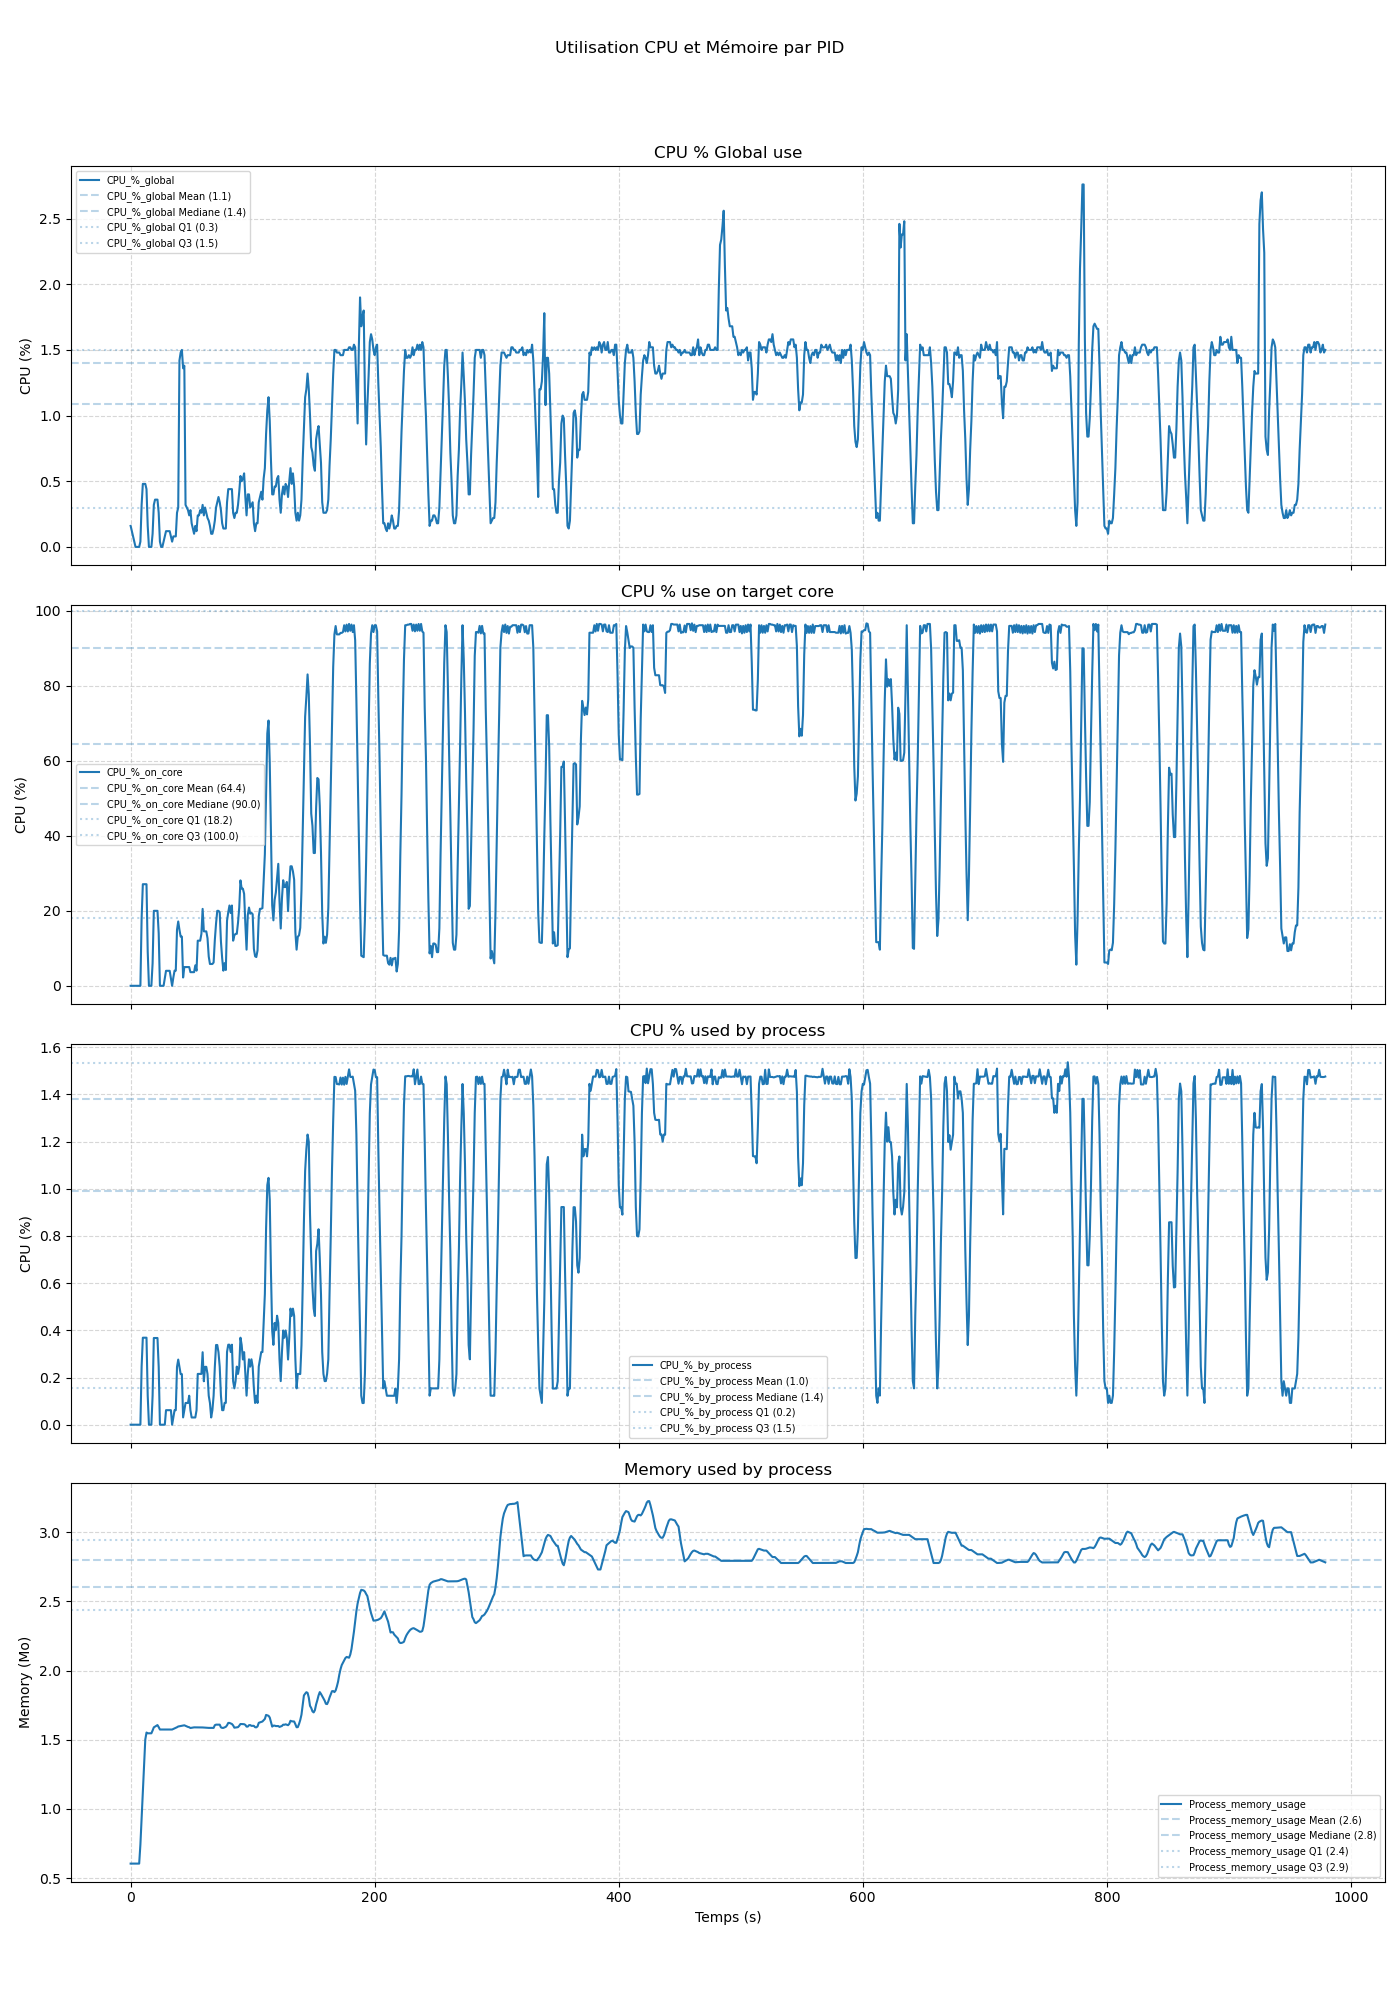 Utilisation CPU et Mémoire par PID
CPU % Global use
CPU (%)
2.5
2.0
1.5
1.0
0.5
0.0
CPU_%_global
CPU_%_global Mean (1.1)
CPU_%_global Mediane (1.4)
CPU_%_global Q1 (0.3)
CPU_%_global Q3 (1.5)
CPU % use on target core
CPU (%)
100
80
60
40
20
0
CPU_%_on_core
CPU_%_on_core Mean (64.4)
CPU_%_on_core Mediane (90.0)
CPU_%_on_core Q1 (18.2)
CPU_%_on_core Q3 (100.0)
CPU % used by process
CPU (%)
1.6
1.4
1.2
1.0
0.8
0.6
0.4
0.2
0.0
CPU_%_by_process
CPU_%_by_process Mean (1.0)
CPU_%_by_process Mediane (1.4)
CPU_%_by_process Q1 (0.2)
CPU_%_by_process Q3 (1.5)
Memory used by process
Memory (Mo)
3.0
2.5
2.0
1.5
1.0
0.5
Process_memory_usage
Process_memory_usage Mean (2.6)
Process_memory_usage Mediane (2.8)
Process_memory_usage Q1 (2.4)
Process_memory_usage Q3 (2.9)
0 200 400 600 800 1000
Temps (s)